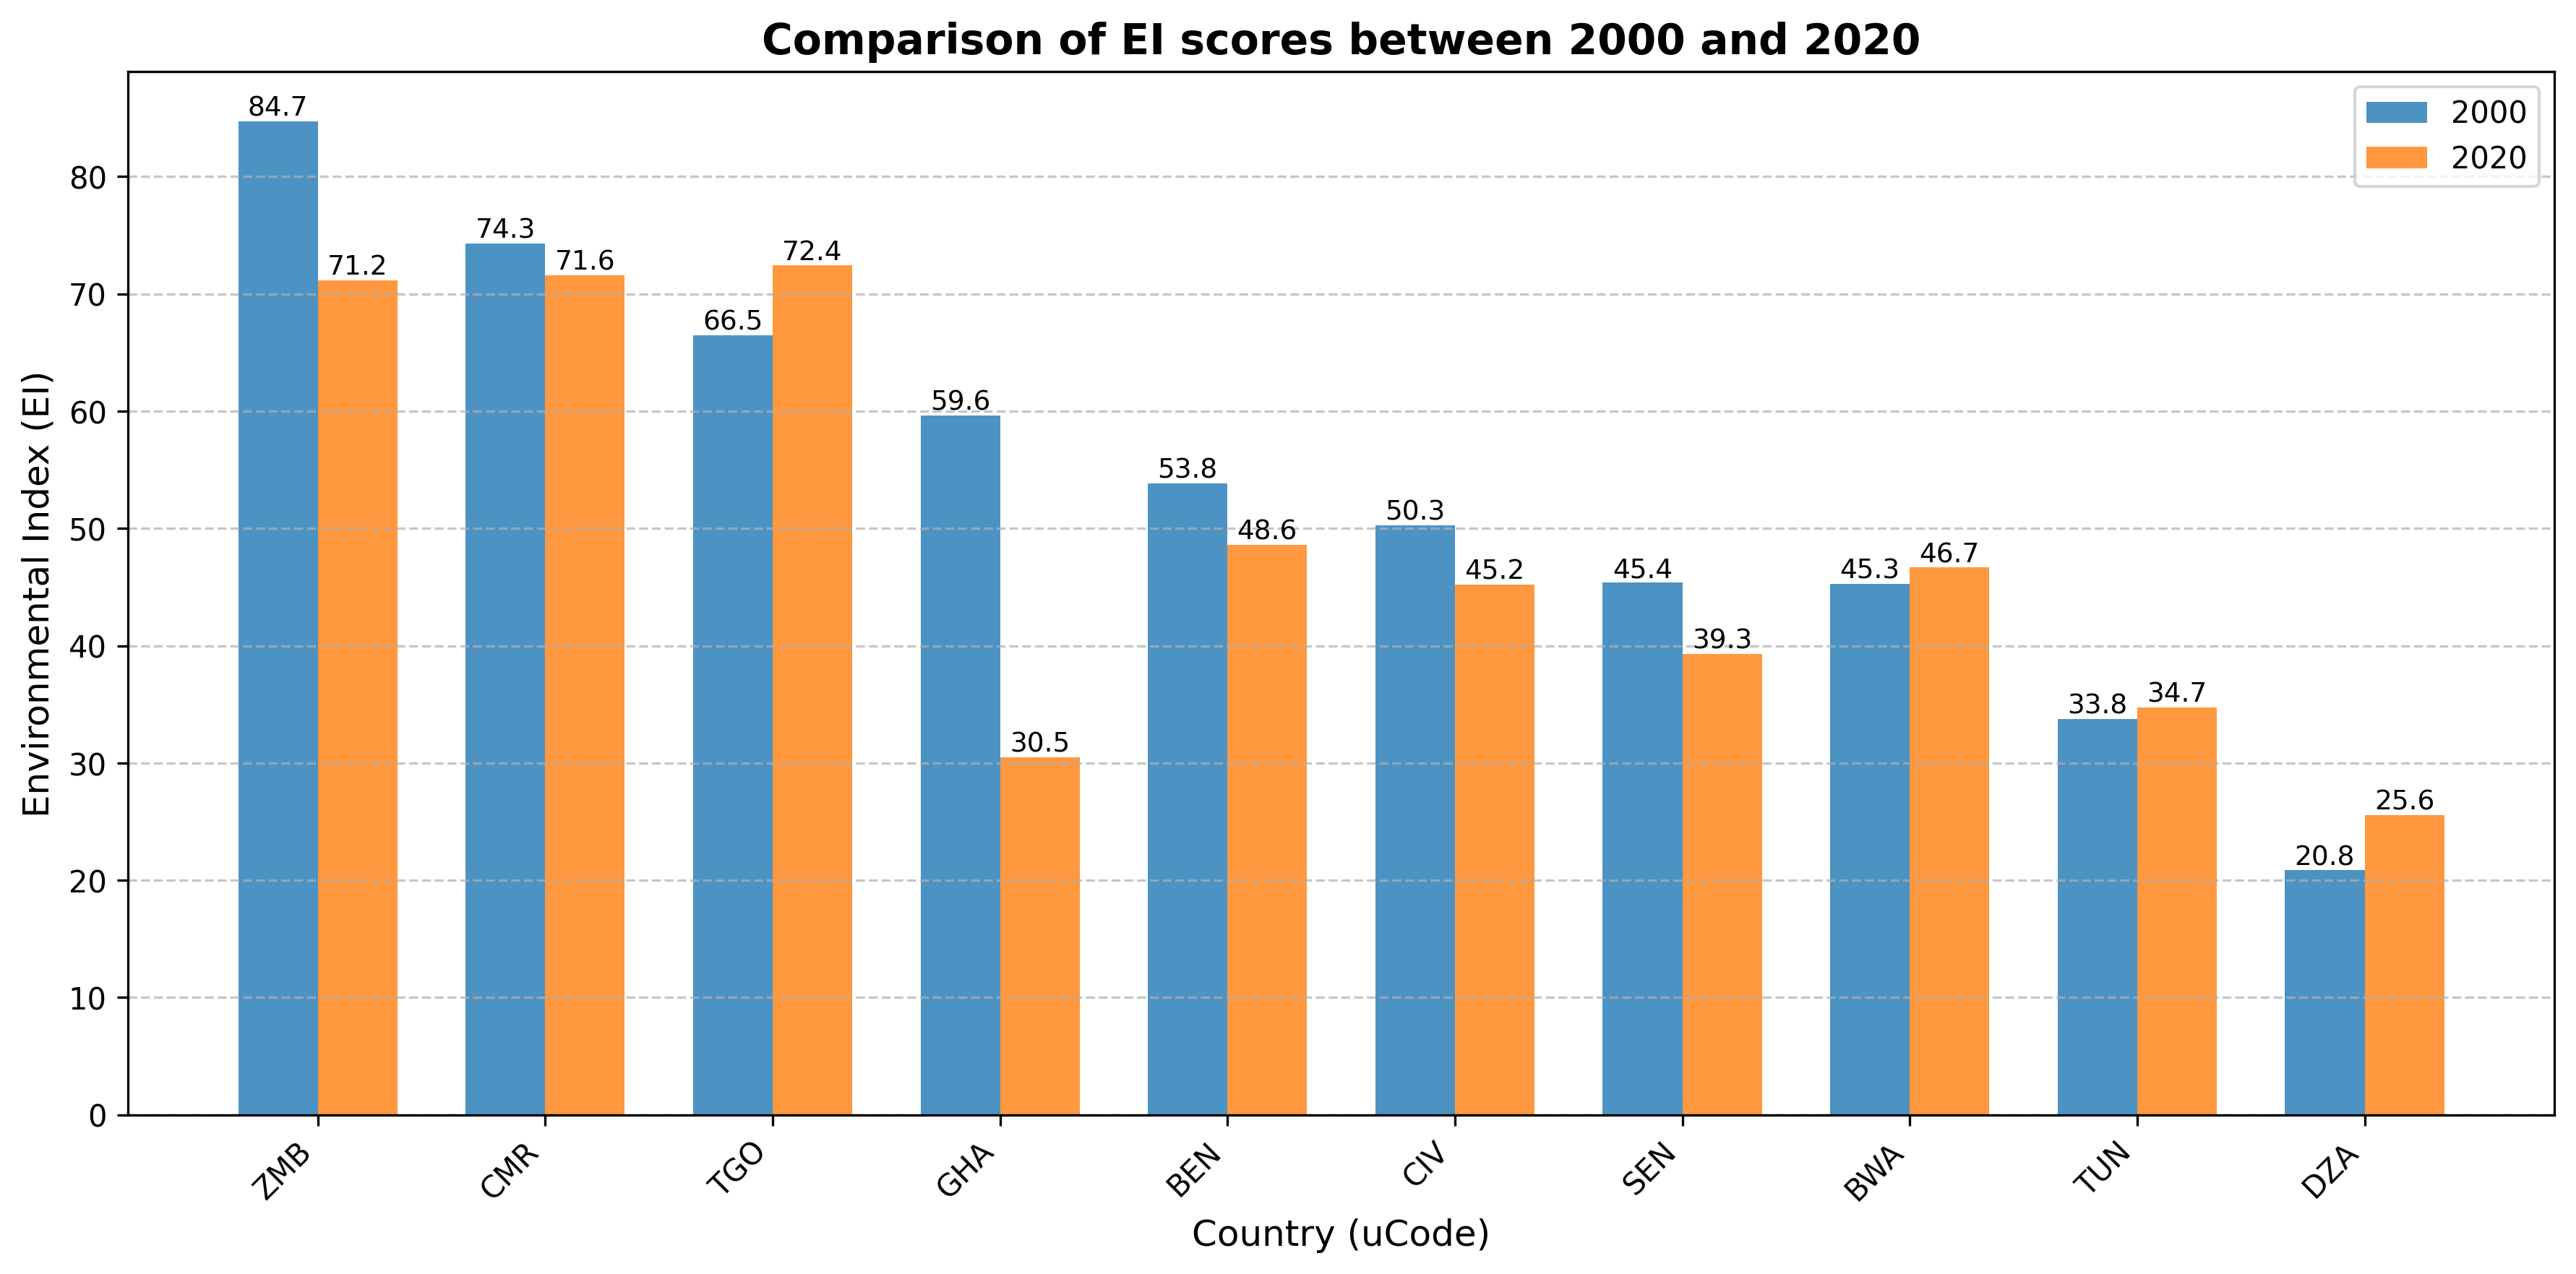 Comparison of EI scores between 2000 and 2020
2000
2020
Environmental Index (EI)
80
70
60
50
40
30
20
10
0
84.7
71.2
74.3
71.6
66.5
72.4
59.6
30.5
53.8
48.6
50.3
45.2
45.4
39.3
45.3
46.7
33.8
34.7
20.8
25.6
ZMB
CMR
TGO
GHA
BEN
CIV
SEN
BWA
TUN
DZA
Country (uCode)